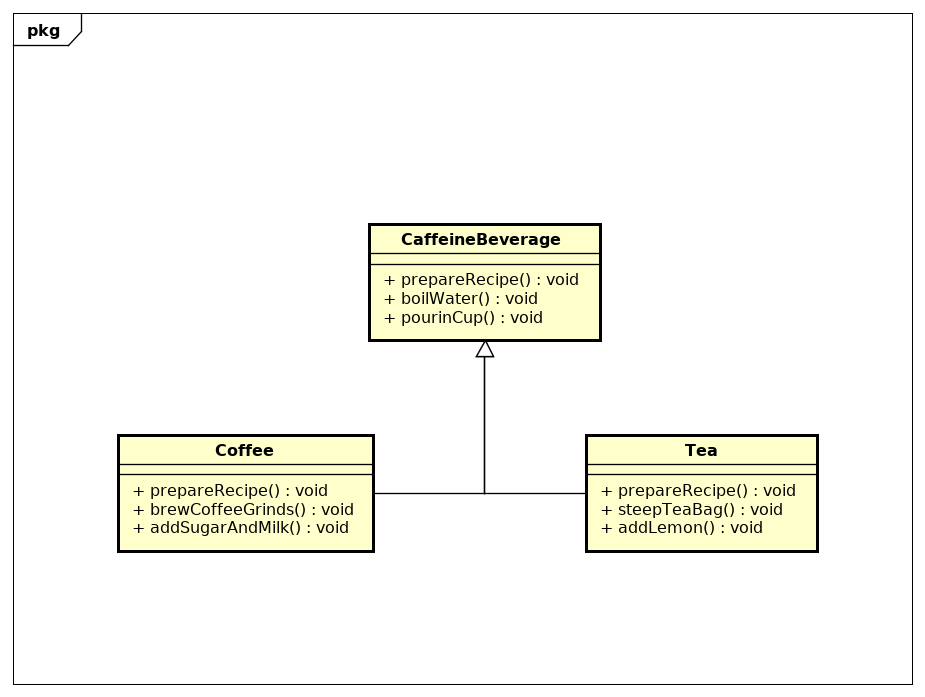 pkg
CaffeineBeverage
+ prepareRecipe() : void
+ boilWater() : void
+ pourinCup() : void
Coffee
+ prepareRecipe() : void
+ brewCoffeeGrinds() : void
+ addSugarAndMilk() : void
Tea
+ prepareRecipe() : void
+ steepTeaBag() : void
+ addLemon() : void